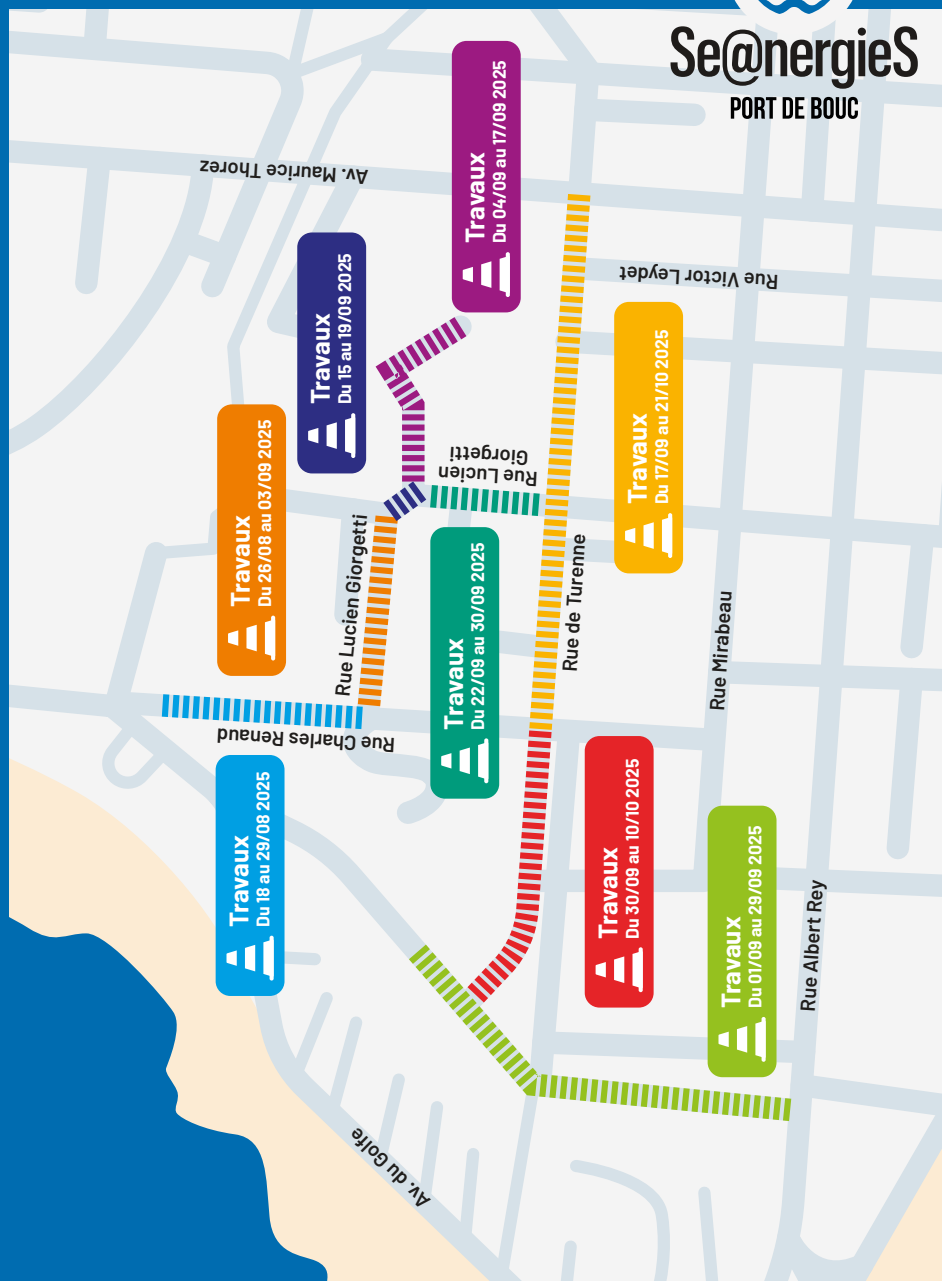 Se@nergieS
PORT DE BOUC
Av. Maurice Thorez
Travaux
Du 04/09 au 17/09 2025
Travaux
Du 15 au 19/09 2025
Rue Victor Leydet
Travaux
Du 26/08 au 03/09 2025
Travaux
Du 17/09 au 21/10 2025
Rue Lucien
Giorgetti
Rue Lucien Giorgetti
Travaux
Du 22/09 au 30/09 2025
Rue de Turenne
Rue Mirabeau
Rue Charles Renaud
Travaux
Du 18 au 29/08 2025
Travaux
Du 30/09 au 10/10 2025
Travaux
Du 01/09 au 29/09 2025
Rue Albert Rey
Av. du Golfe